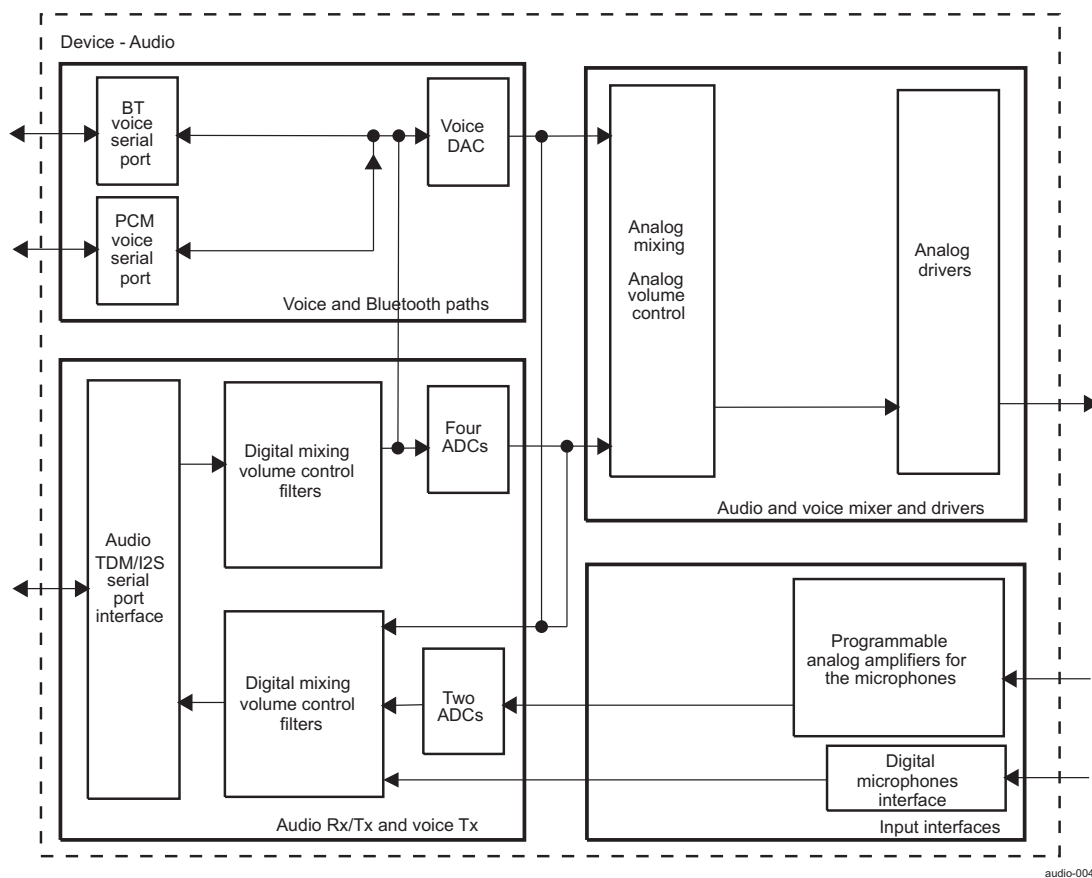 Device - Audio
BT
voice
serial
port
Voice
DAC
PCM
voice
serial
port
Voice and Bluetooth paths
Analog
mixing
Analog
volume
control
Analog
drivers
Audio and voice mixer and drivers
Audio
TDM/I2S
serial
port
interface
Digital mixing
volume control
filters
Four
ADCs
Digital mixing
volume control
filters
Two
ADCs
Audio Rx/Tx and voice Tx
Programmable
analog amplifiers for
the microphones
Digital
microphones
interface
Input interfaces
audio-004